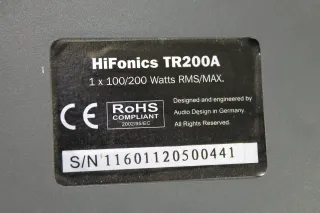 HiFonics TR200A
1 x 100/200 Watts RMS/MAX.
CE
RoHS
COMPLIANT
2002/95/EC
Designed and engineered by
Audio Design in Germany.
All Rights Reserved.
S/N 11601120500441